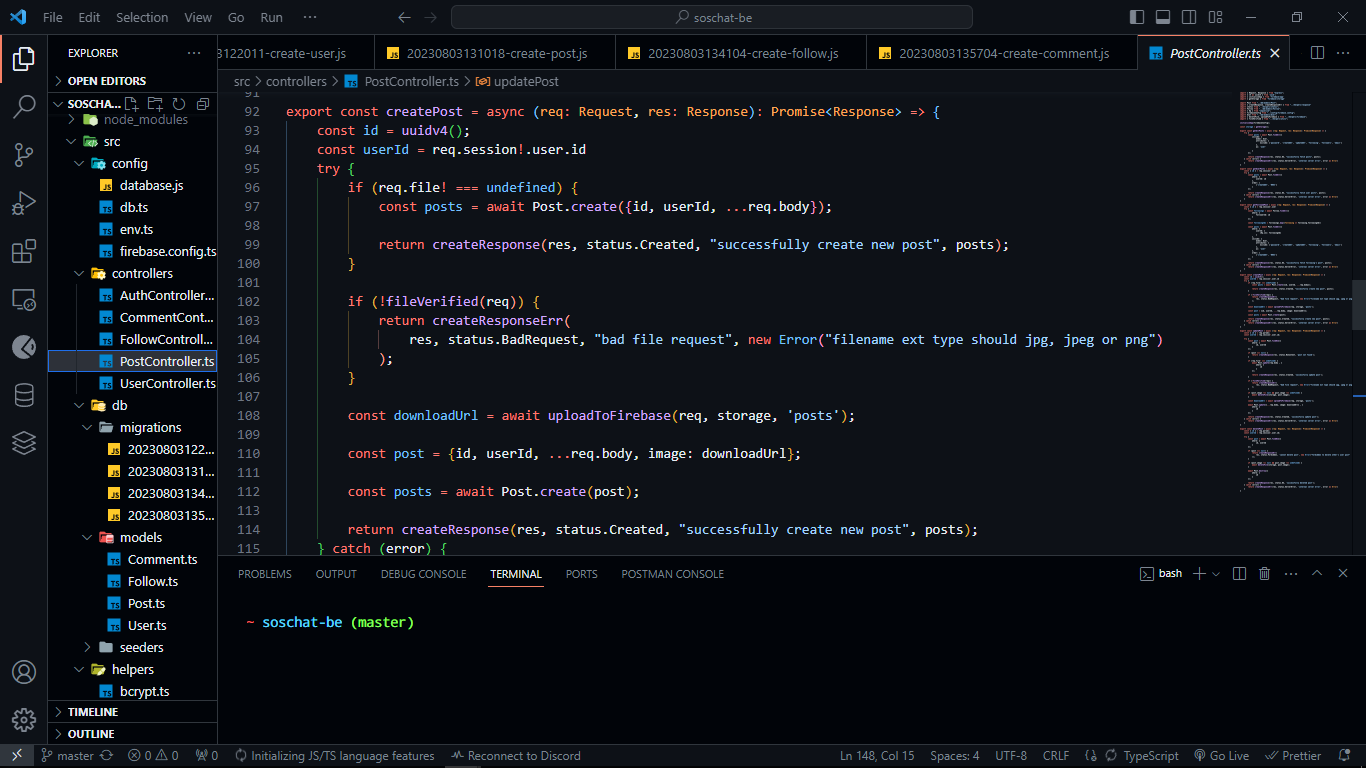 File Edit Selection View Go Run ··· soschat-be
EXPLORER ···
3122011-create-user.js 20230803131018-create-post.js 20230803134104-create-follow.js 20230803135704-create-comment.js PostController.ts
OPEN EDITORS
SOSCHA...
src > controllers > PostController.ts > updatePost
node_modules
src
config
database.js
db.ts
env.ts
firebase.config.ts
controllers
AuthController...
CommentCont...
FollowControll...
PostController.ts
UserController.ts
db
migrations
20230803122...
20230803131...
20230803134...
20230803135...
models
Comment.ts
Follow.ts
Post.ts
User.ts
seeders
helpers
bcrypt.ts
TIMELINE
OUTLINE
91
92 export const createPost = async (req: Request, res: Response): Promise<Response> => {
93 const id = uuidv4();
94 const userId = req.session!.user.id
95 try {
96 if (req.file! === undefined) {
97 const posts = await Post.create({id, userId, ...req.body});
98
99 return createResponse(res, status.Created, "successfully create new post", posts);
100 }
101
102 if (!fileVerified(req)) {
103 return createResponseErr(
104 res, status.BadRequest, "bad file request", new Error("filename ext type should jpg, jpeg or png")
105 );
106 }
107
108 const downloadUrl = await uploadToFirebase(req, storage, 'posts');
109
110 const post = {id, userId, ...req.body, image: downloadUrl};
111
112 const posts = await Post.create(post);
113
114 return createResponse(res, status.Created, "successfully create new post", posts);
115 } catch (error) {
PROBLEMS OUTPUT DEBUG CONSOLE TERMINAL PORTS POSTMAN CONSOLE bash
~ soschat-be (master)
master 0 0 0 Initializing JS/TS language features Reconnect to Discord Ln 148, Col 15 Spaces: 4 UTF-8 CRLF {} TypeScript Go Live Prettier